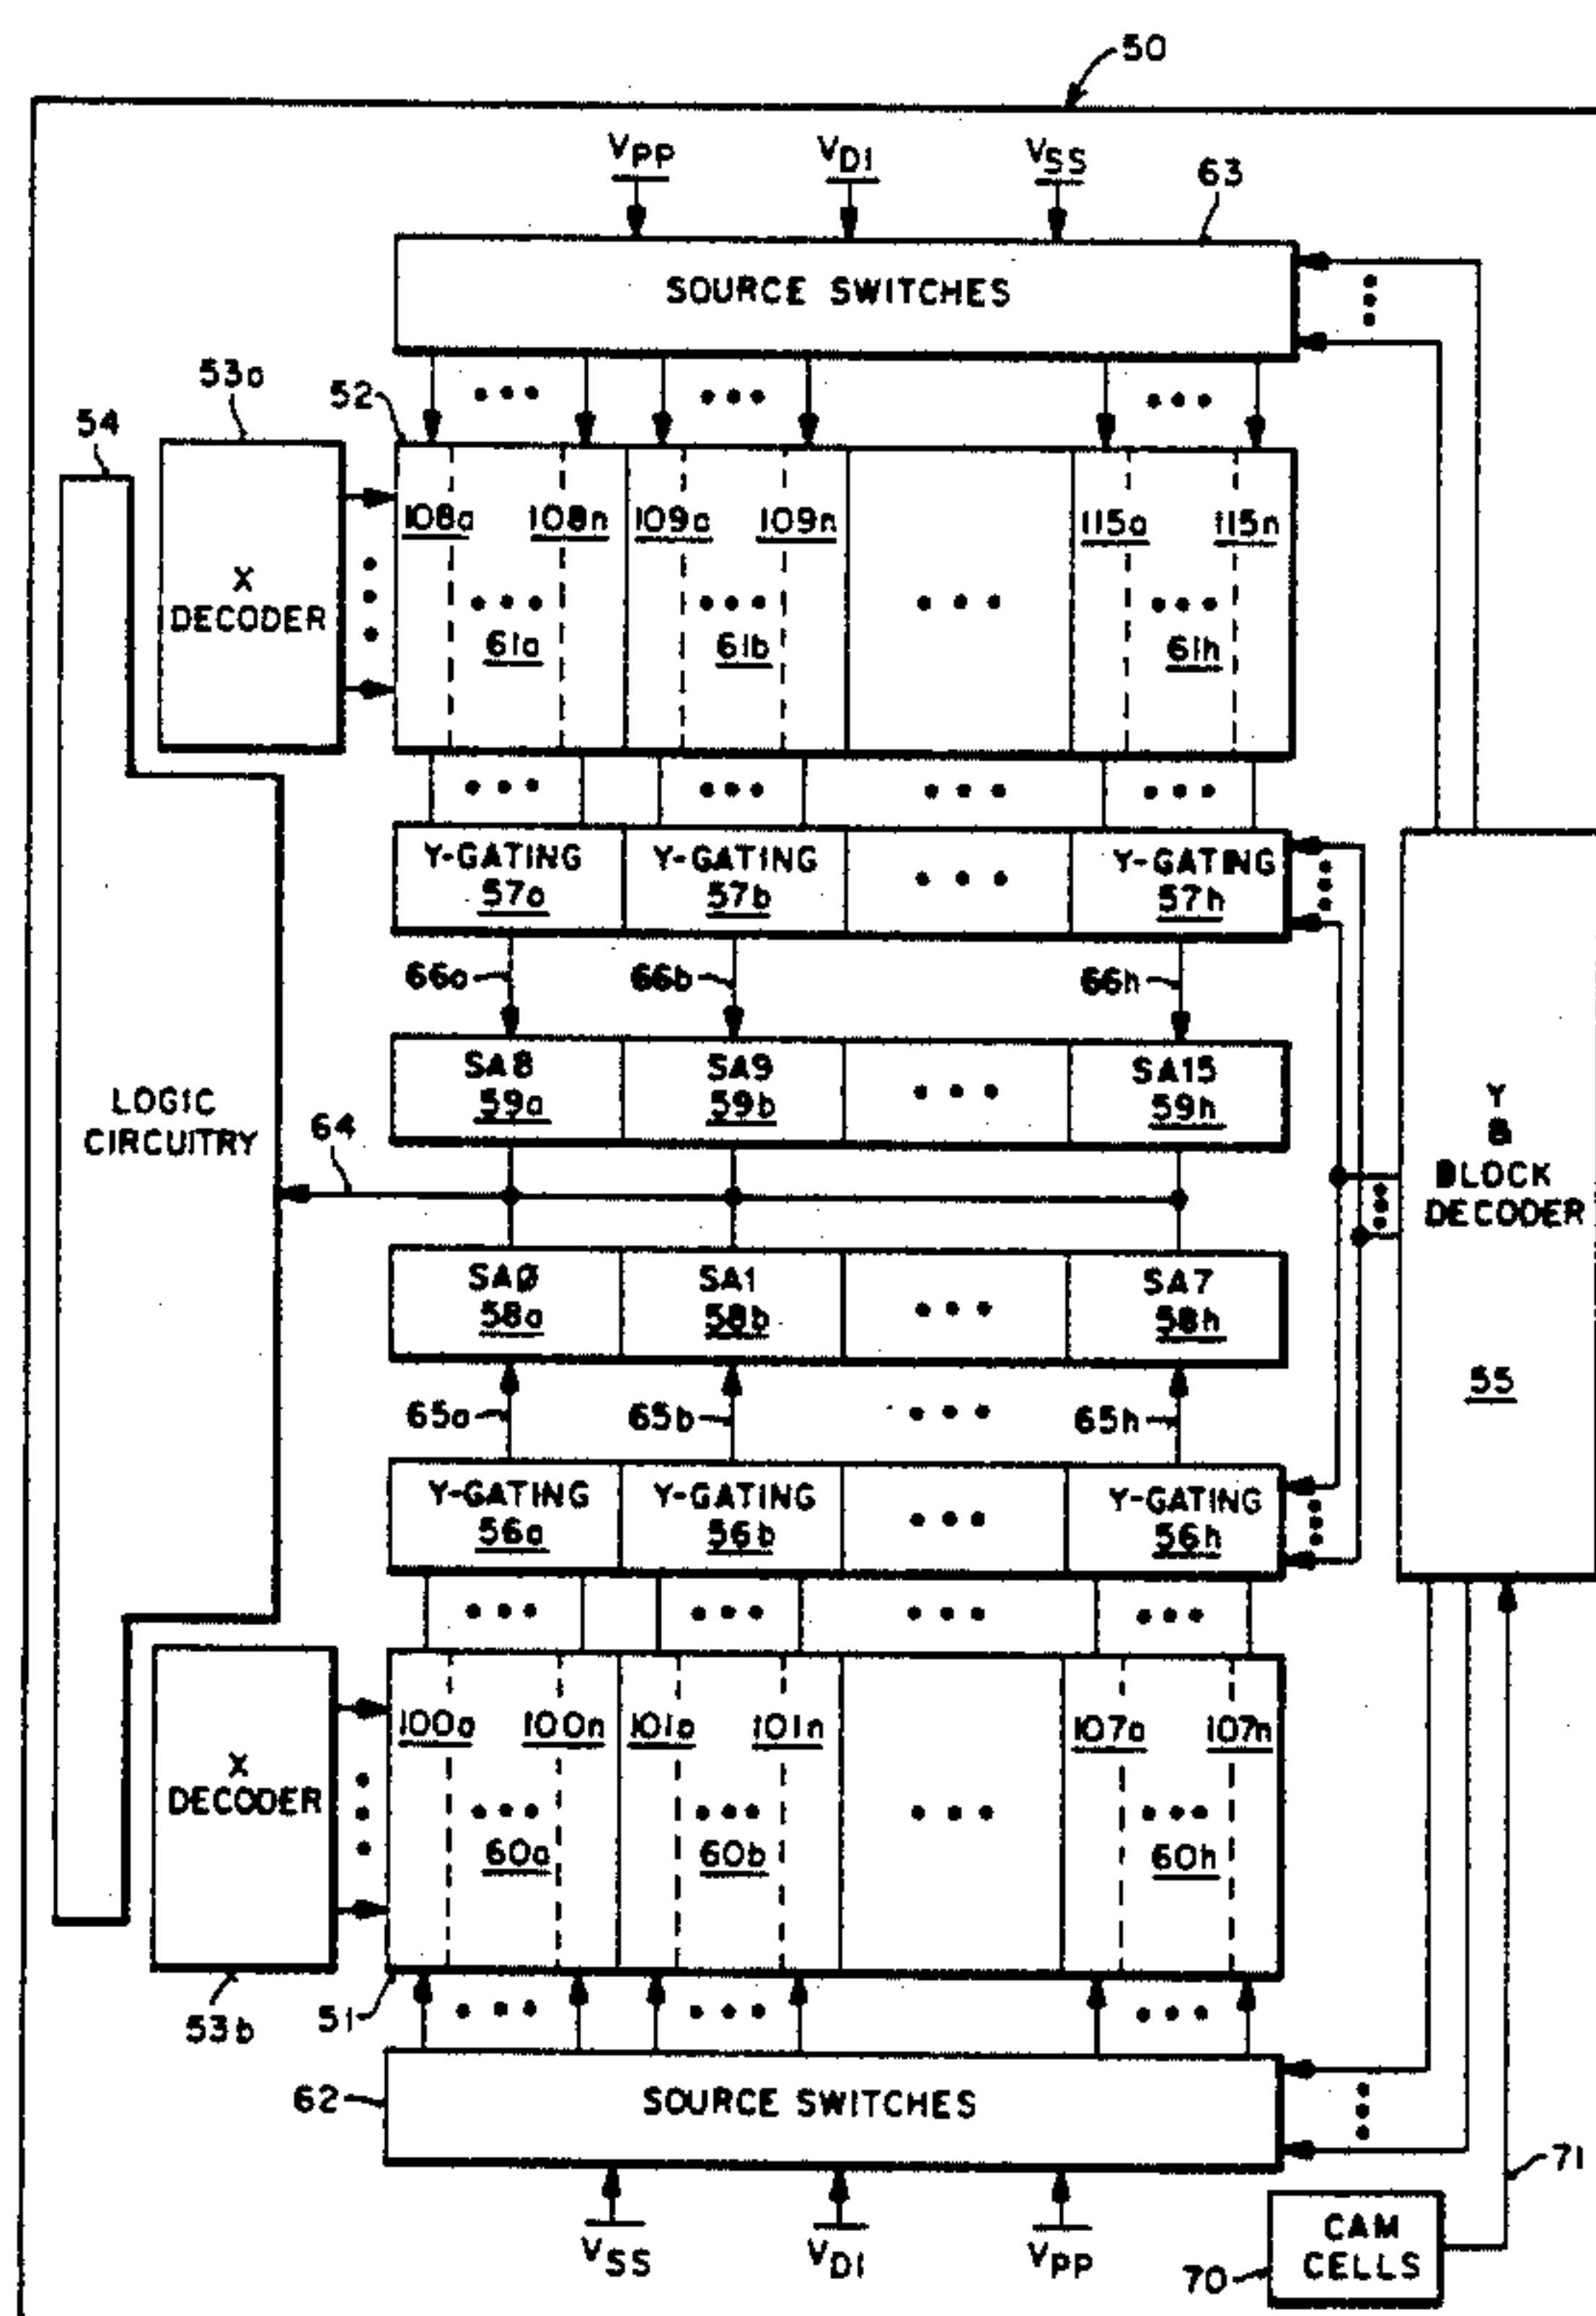 50
VPP VDI VSS
63
SOURCE SWITCHES
53a
52
54
108a 108n 109a 109n 115a 115n
X
DECODER
61a 61b 61h
Y-GATING Y-GATING Y-GATING
57a 57b 57h
66a 66b 66h
SA8 SA9 SA15
59a 59b 59h
LOGIC
CIRCUITRY
64
Y
&
BLOCK
DECODER
55
SAØ SA1 SA7
58a 58b 58h
65a 65b 65h
Y-GATING Y-GATING Y-GATING
56a 56b 56h
100a 100n 101a 101n 107a 107n
X
DECODER
60a 60b 60h
53b
51
62
SOURCE SWITCHES
71
VSS VDI VPP
CAM
CELLS
70